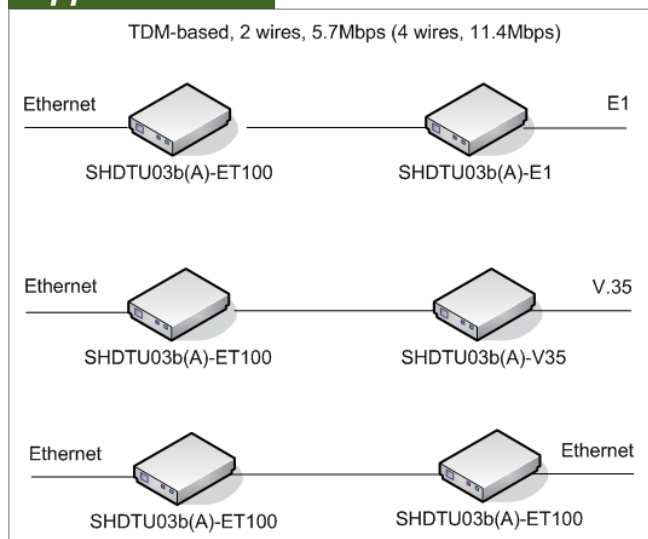 TDM-based, 2 wires, 5.7Mbps (4 wires, 11.4Mbps)
Ethernet
E1
SHDTU03b(A)-ET100
SHDTU03b(A)-E1
Ethernet
V.35
SHDTU03b(A)-ET100
SHDTU03b(A)-V35
Ethernet
Ethernet
SHDTU03b(A)-ET100
SHDTU03b(A)-ET100